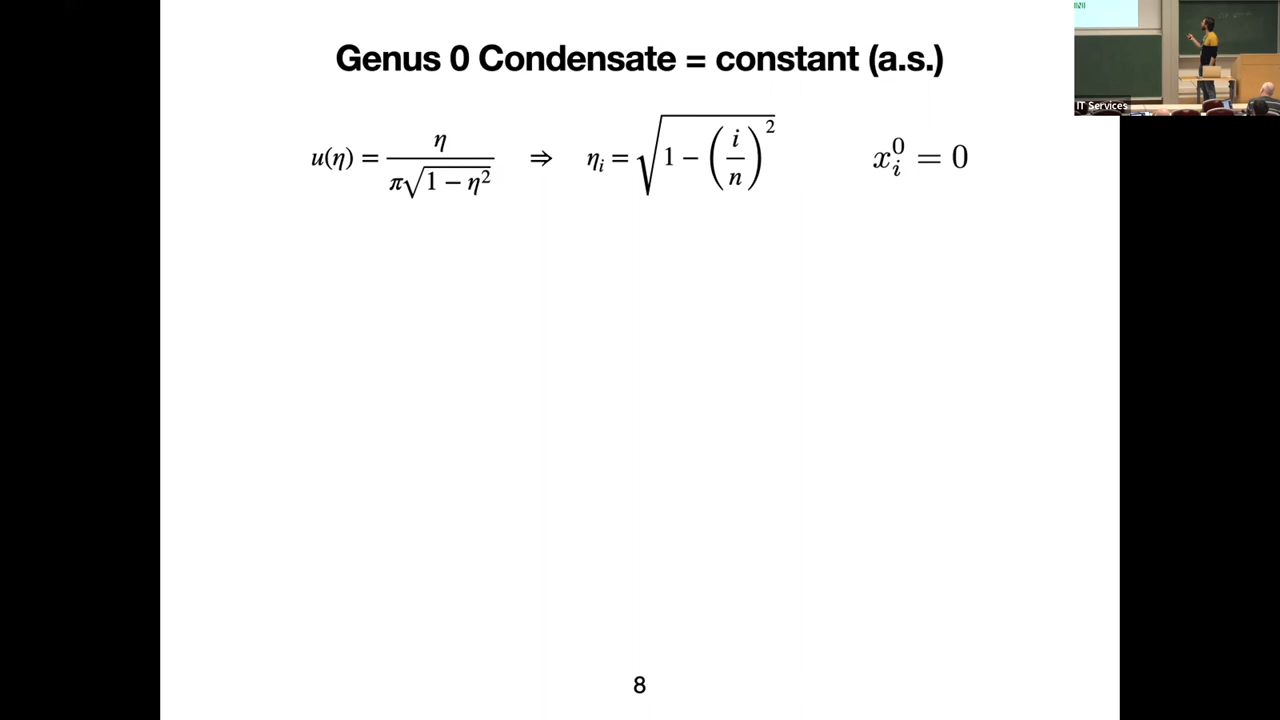 Genus 0 Condensate = constant (a.s.)
u(η) = η / (π√(1 − η²)) ⇒ η_i = √(1 − (i/n)²) x_i^0 = 0
IT Services
8